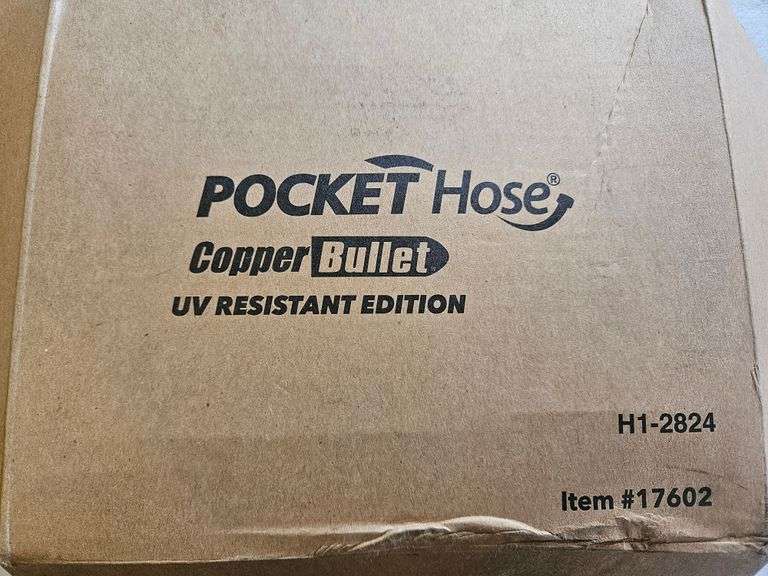 POCKET Hose®
Copper Bullet
UV RESISTANT EDITION
H1-2824
Item #17602